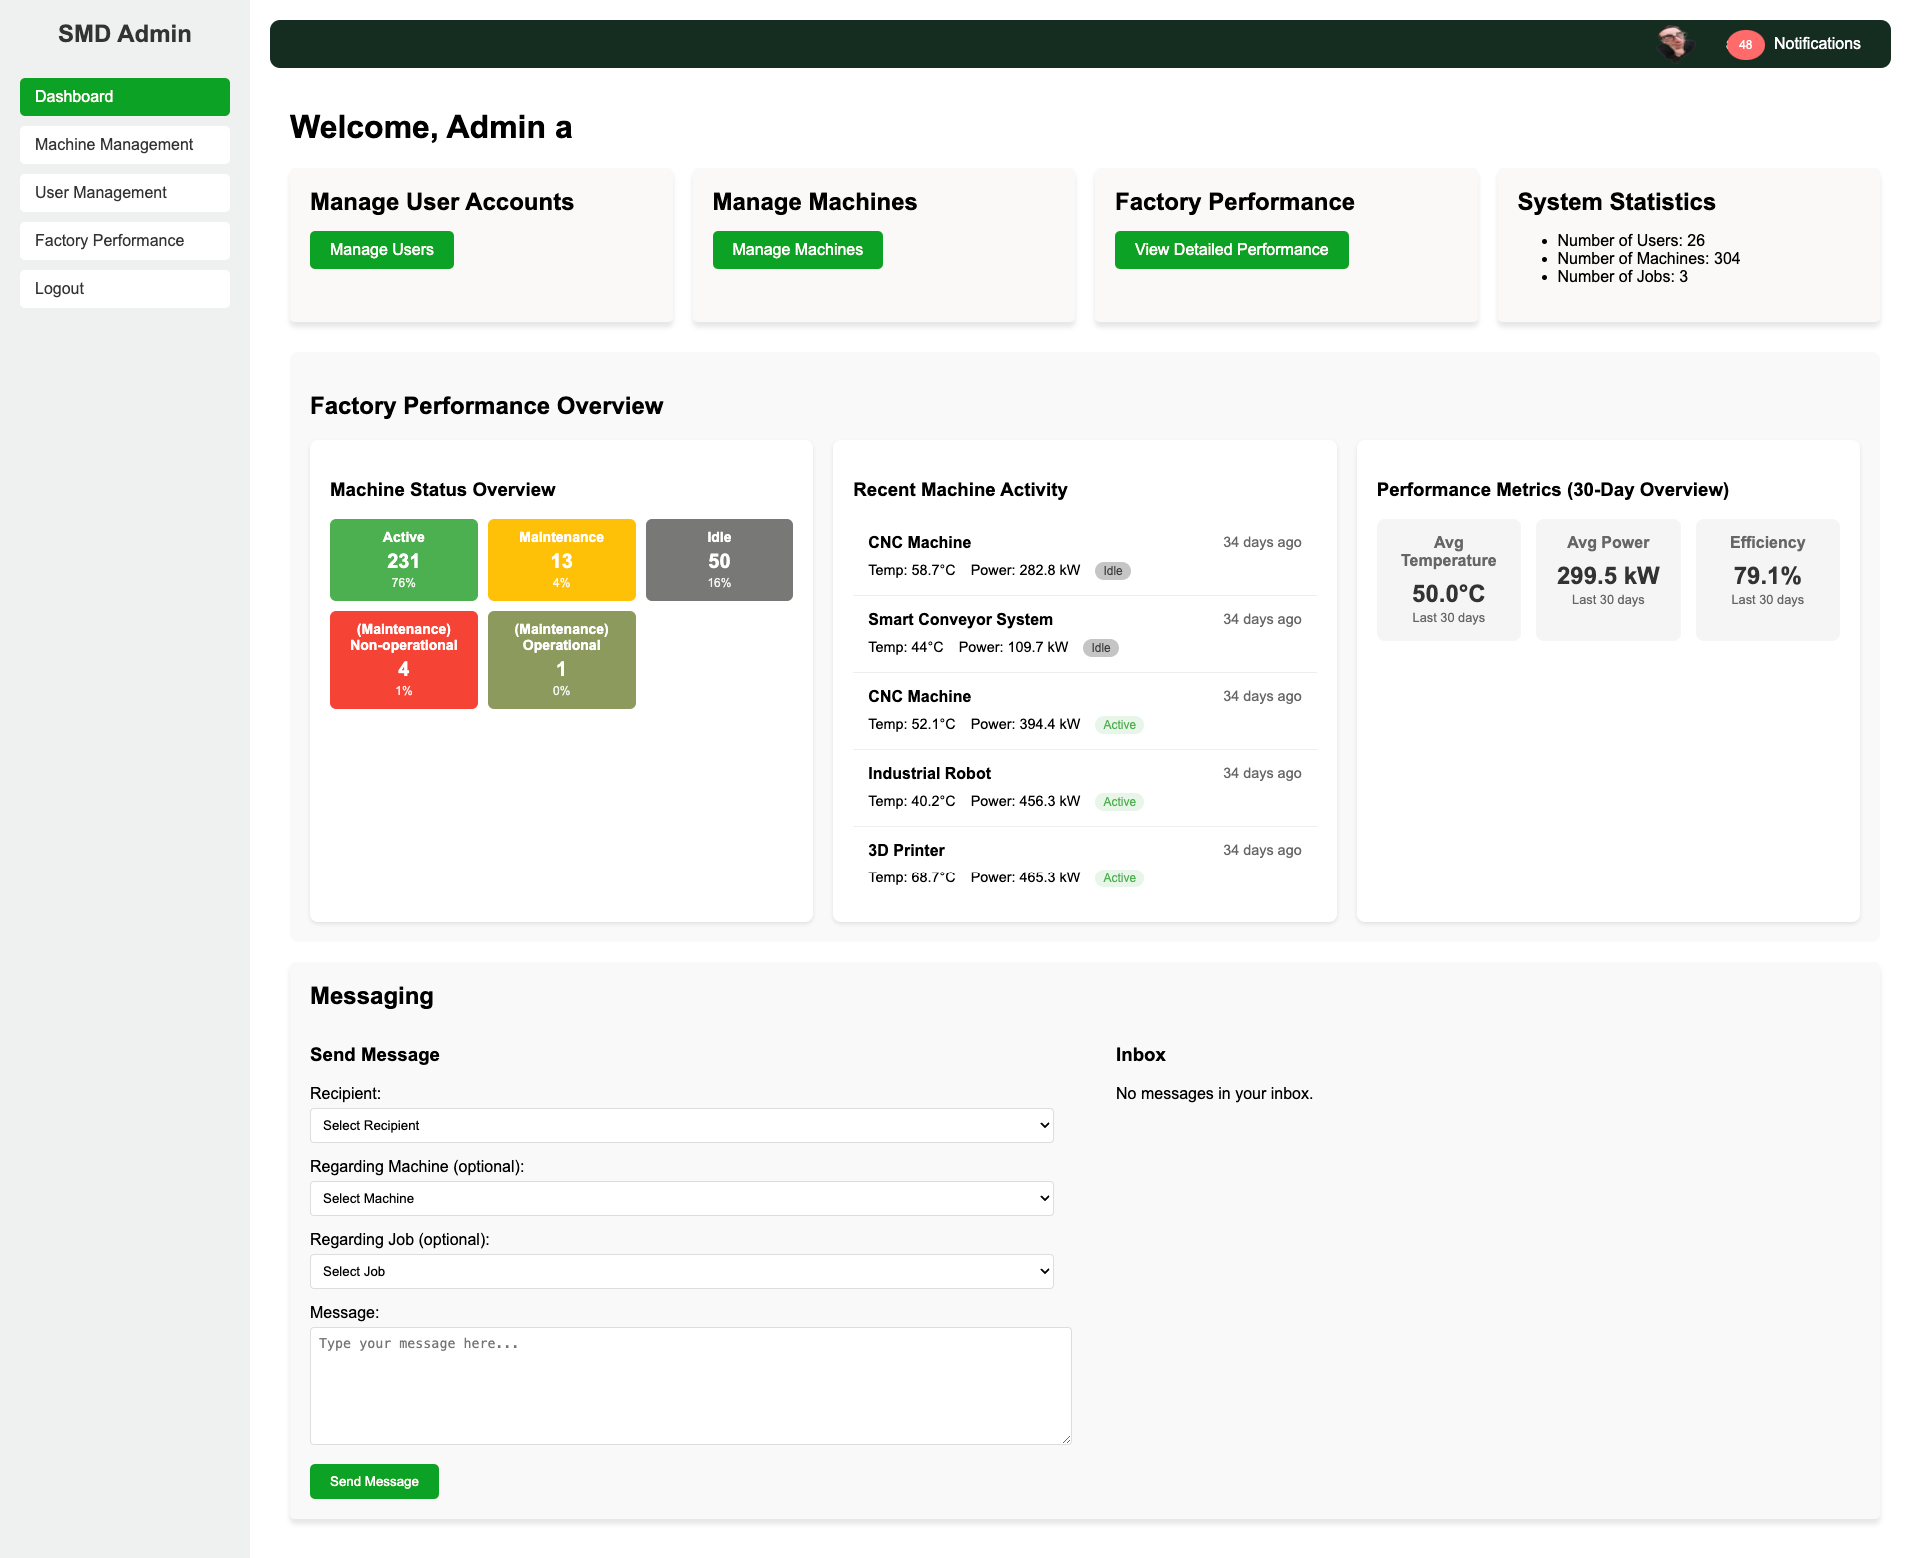 SMD Admin
Dashboard
Machine Management
User Management
Factory Performance
Logout
48
Notifications
Welcome, Admin a
Manage User Accounts
Manage Users
Manage Machines
Manage Machines
Factory Performance
View Detailed Performance
System Statistics
Number of Users: 26
Number of Machines: 304
Number of Jobs: 3
Factory Performance Overview
Machine Status Overview
Active
231
76%
Maintenance
13
4%
Idle
50
16%
(Maintenance)
Non-operational
4
1%
(Maintenance)
Operational
1
0%
Recent Machine Activity
CNC Machine 34 days ago
Temp: 58.7°C Power: 282.8 kW Idle
Smart Conveyor System 34 days ago
Temp: 44°C Power: 109.7 kW Idle
CNC Machine 34 days ago
Temp: 52.1°C Power: 394.4 kW Active
Industrial Robot 34 days ago
Temp: 40.2°C Power: 456.3 kW Active
3D Printer 34 days ago
Temp: 68.7°C Power: 465.3 kW Active
Performance Metrics (30-Day Overview)
Avg
Temperature
50.0°C
Last 30 days
Avg Power
299.5 kW
Last 30 days
Efficiency
79.1%
Last 30 days
Messaging
Send Message
Recipient:
Select Recipient
Regarding Machine (optional):
Select Machine
Regarding Job (optional):
Select Job
Message:
Type your message here...
Send Message
Inbox
No messages in your inbox.